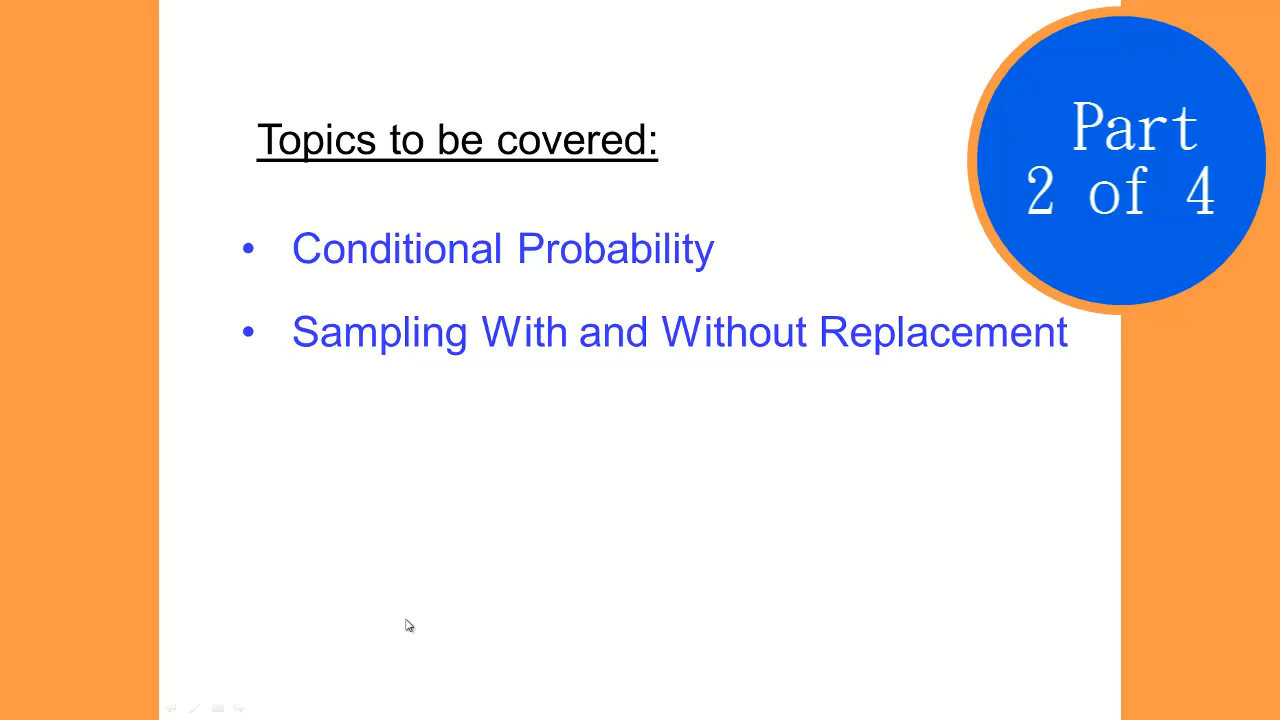 Topics to be covered:
• Conditional Probability
• Sampling With and Without Replacement
Part
2 of 4